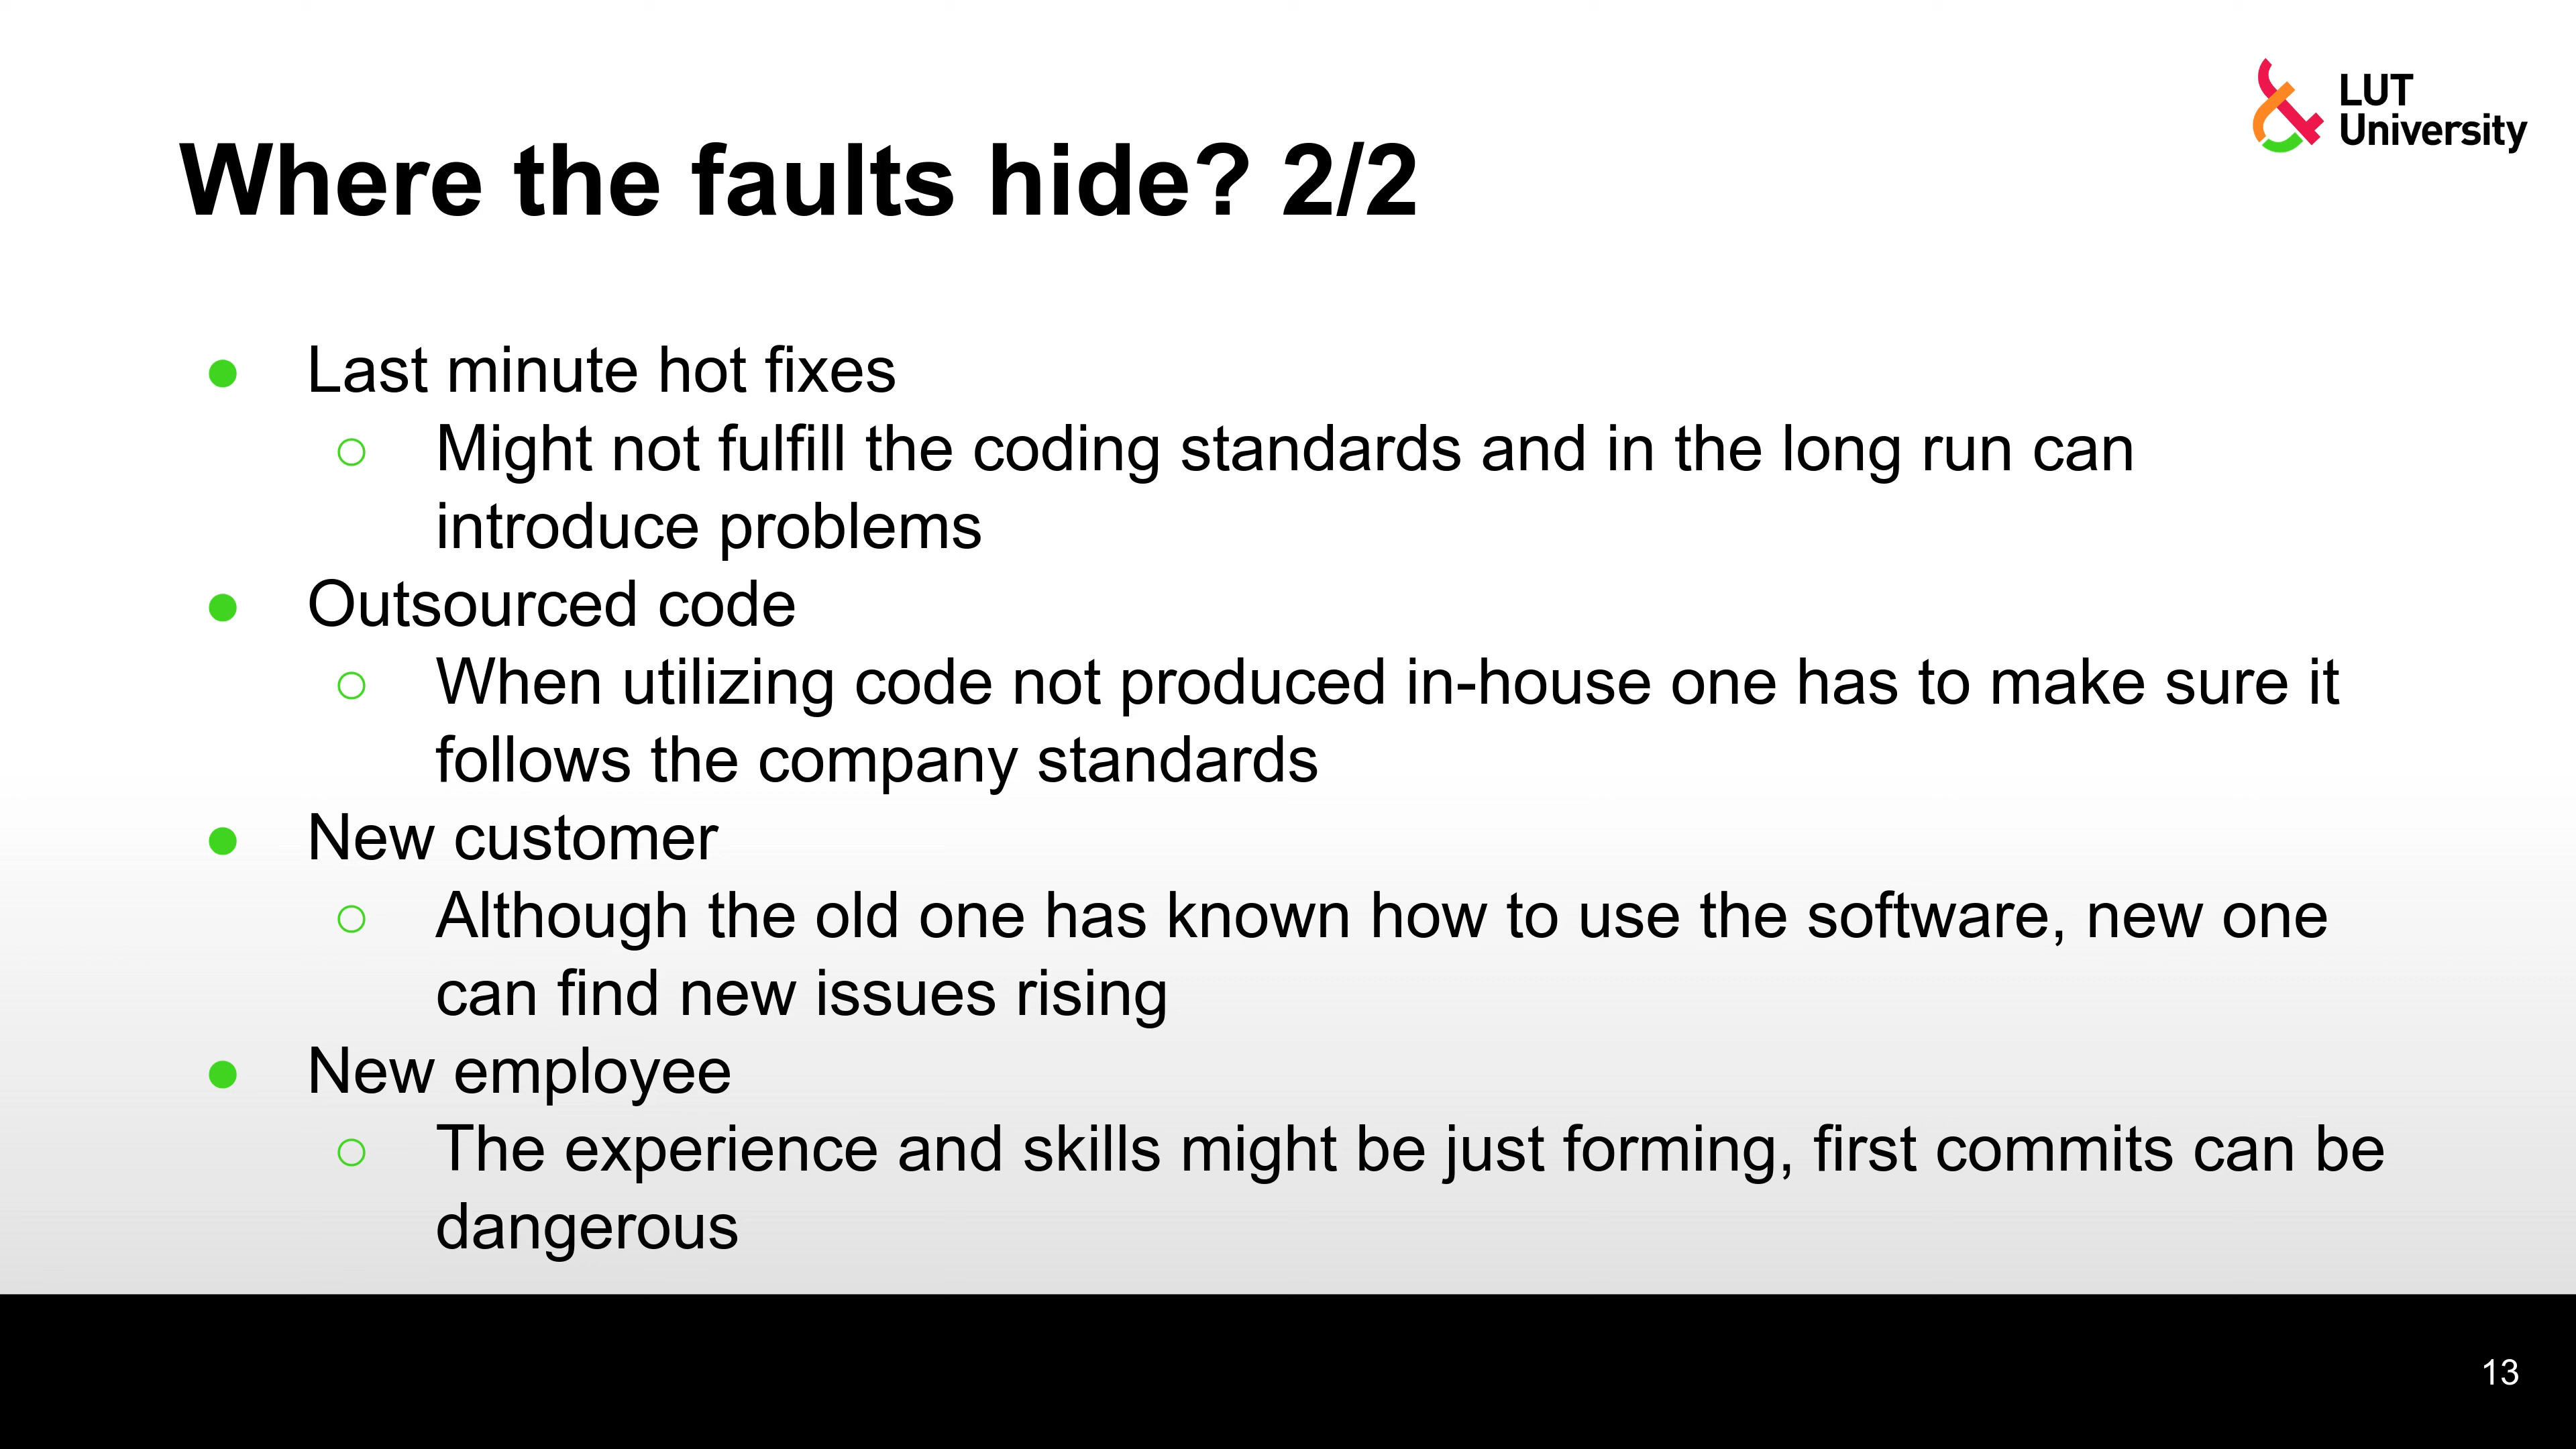 LUT
University
Where the faults hide? 2/2
● Last minute hot fixes
○ Might not fulfill the coding standards and in the long run can
introduce problems
● Outsourced code
○ When utilizing code not produced in-house one has to make sure it
follows the company standards
● New customer
○ Although the old one has known how to use the software, new one
can find new issues rising
● New employee
○ The experience and skills might be just forming, first commits can be
dangerous
13